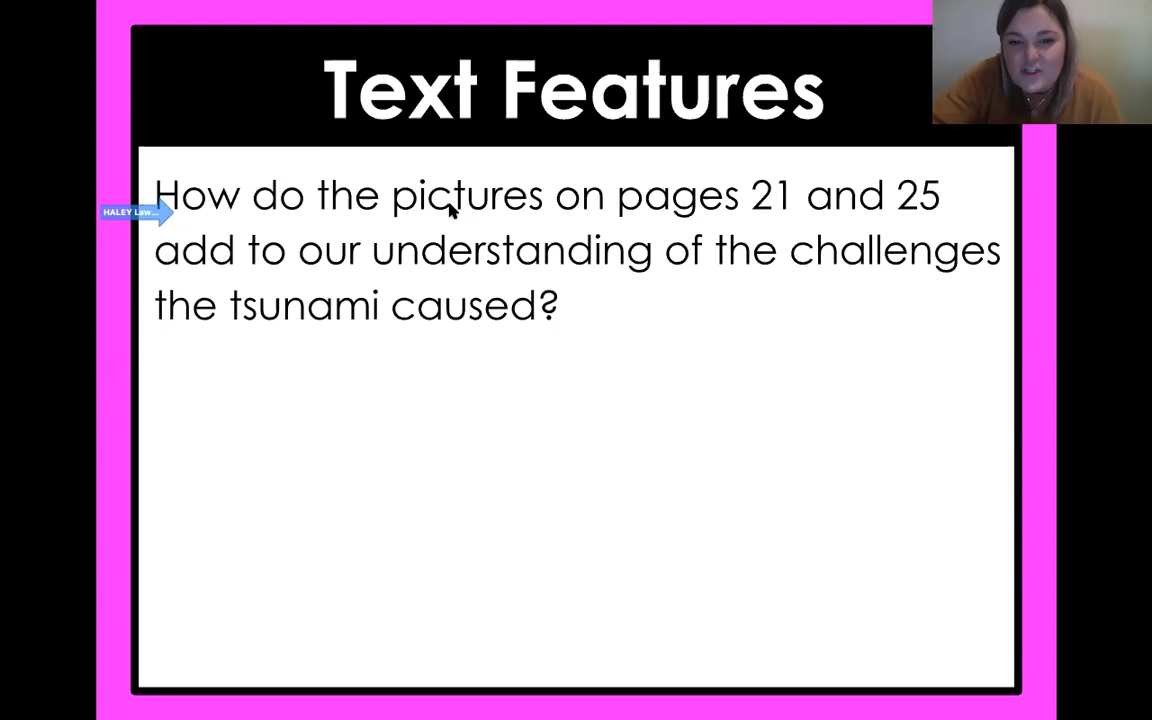 Text Features
How do the pictures on pages 21 and 25
HALEY Law...
add to our understanding of the challenges
the tsunami caused?